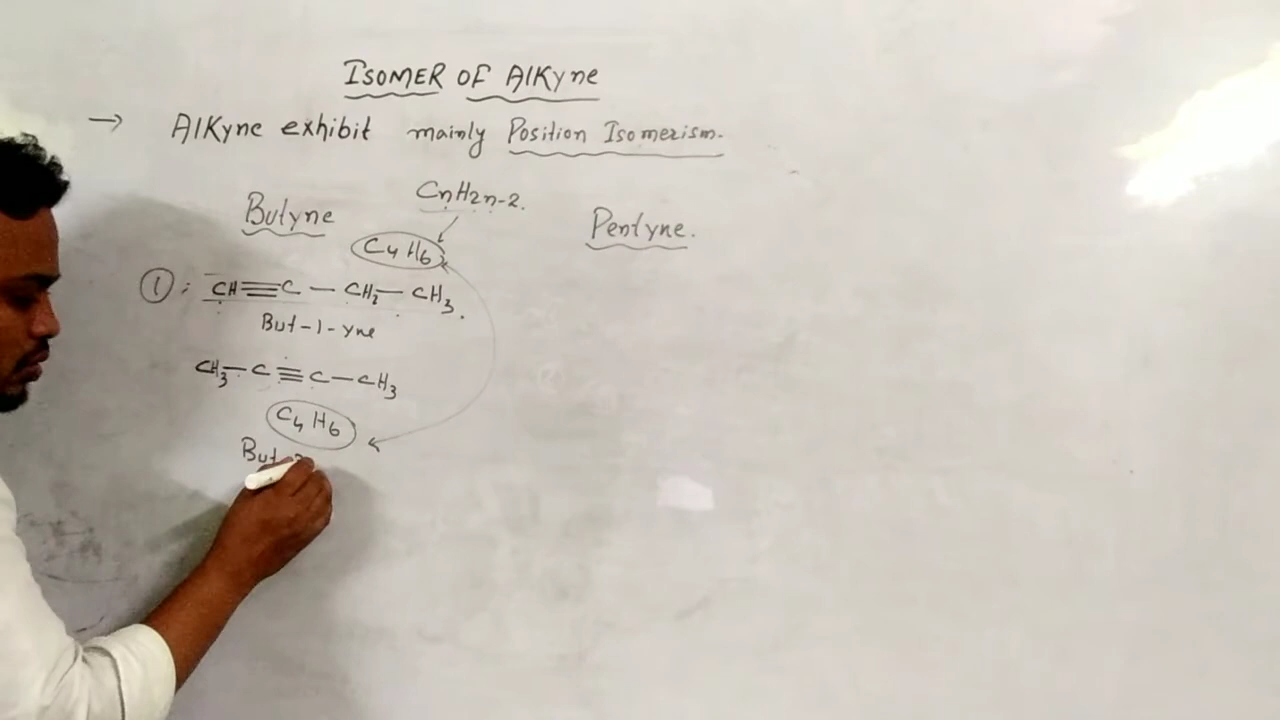 ISOMER OF AlKyne
→ AlKyne exhibit mainly Position Isomerism.
CnH2n-2.
Butyne
Pentyne.
C4H6
① : CH≡C — CH2 — CH3.
But-1-yne
CH3—C≡C—CH3
C4H6
But-2